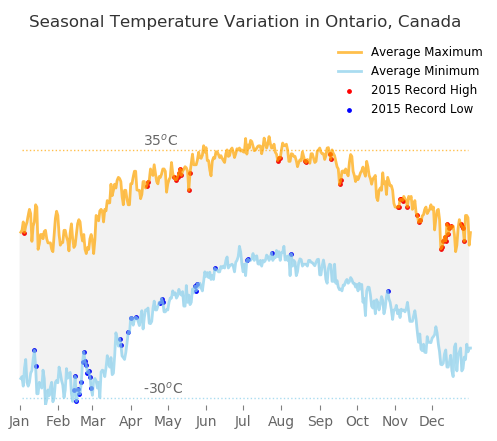 Seasonal Temperature Variation in Ontario, Canada
Average Maximum
Average Minimum
2015 Record High
2015 Record Low
35°C
-30°C
Jan Feb Mar Apr May Jun Jul Aug Sep Oct Nov Dec